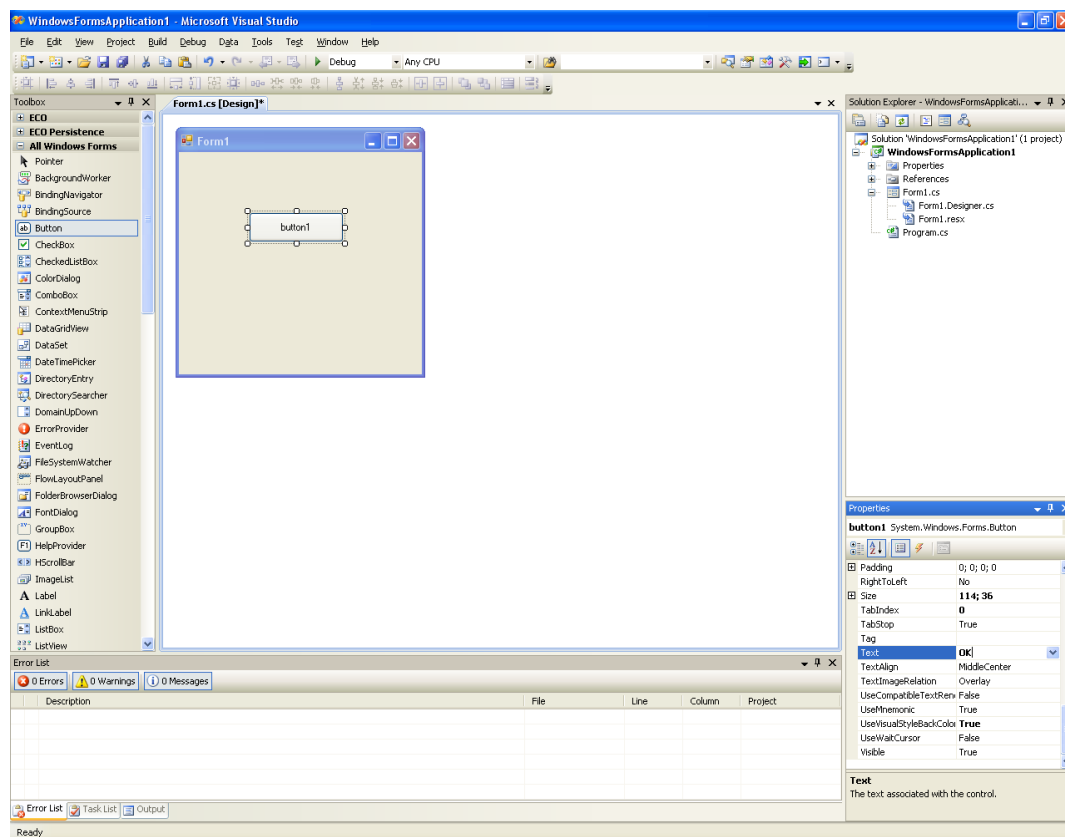 WindowsFormsApplication1 - Microsoft Visual Studio
File Edit View Project Build Debug Data Tools Test Window Help
Debug Any CPU
Toolbox
ECO
ECO Persistence
All Windows Forms
Pointer
BackgroundWorker
BindingNavigator
BindingSource
Button
CheckBox
CheckedListBox
ColorDialog
ComboBox
ContextMenuStrip
DataGridView
DataSet
DateTimePicker
DirectoryEntry
DirectorySearcher
DomainUpDown
ErrorProvider
EventLog
FileSystemWatcher
FlowLayoutPanel
FolderBrowserDialog
FontDialog
GroupBox
HelpProvider
HScrollBar
ImageList
Label
LinkLabel
ListBox
ListView
Form1.cs [Design]*
Form1
button1
Solution Explorer - WindowsFormsApplicati...
Solution 'WindowsFormsApplication1' (1 project)
WindowsFormsApplication1
Properties
References
Form1.cs
Form1.Designer.cs
Form1.resx
Program.cs
Properties
button1 System.Windows.Forms.Button
Padding 0; 0; 0; 0
RightToLeft No
Size 114; 36
TabIndex 0
TabStop True
Tag
Text OK
TextAlign MiddleCenter
TextImageRelation Overlay
UseCompatibleTextRen False
UseMnemonic True
UseVisualStyleBackColo True
UseWaitCursor False
Visible True
Text
The text associated with the control.
Error List
0 Errors 0 Warnings 0 Messages
Description File Line Column Project
Error List Task List Output
Ready